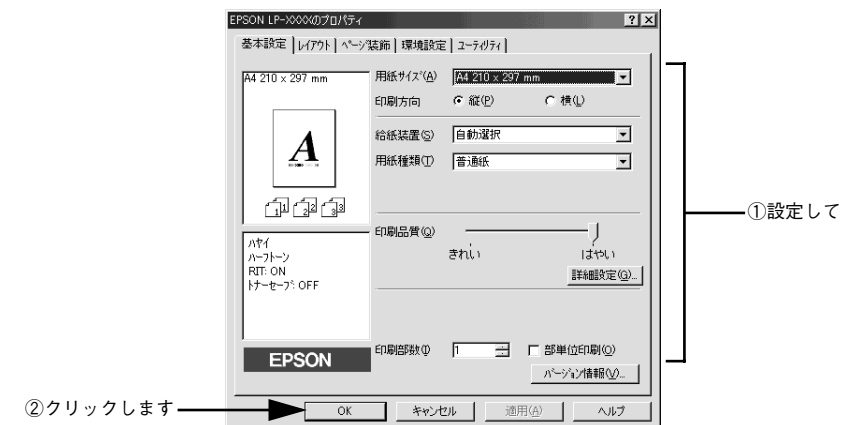 EPSON LP-XXXXのプロパティ
基本設定 レイアウト ページ装飾 環境設定 ユーティリティ
A4 210 x 297 mm
用紙サイズ(A) A4 210 x 297 mm
印刷方向 縦(P) 横(L)
A
給紙装置(S) 自動選択
用紙種類(T) 普通紙
1 1 2 2 3 3
①設定して
印刷品質(Q)
きれい はやい
詳細設定(G)...
ハヤイ
ハーフトーン
RIT: ON
トナーセーブ: OFF
印刷部数(I) 1 部単位印刷(O)
EPSON
バージョン情報(V)...
②クリックします
OK キャンセル 適用(A) ヘルプ